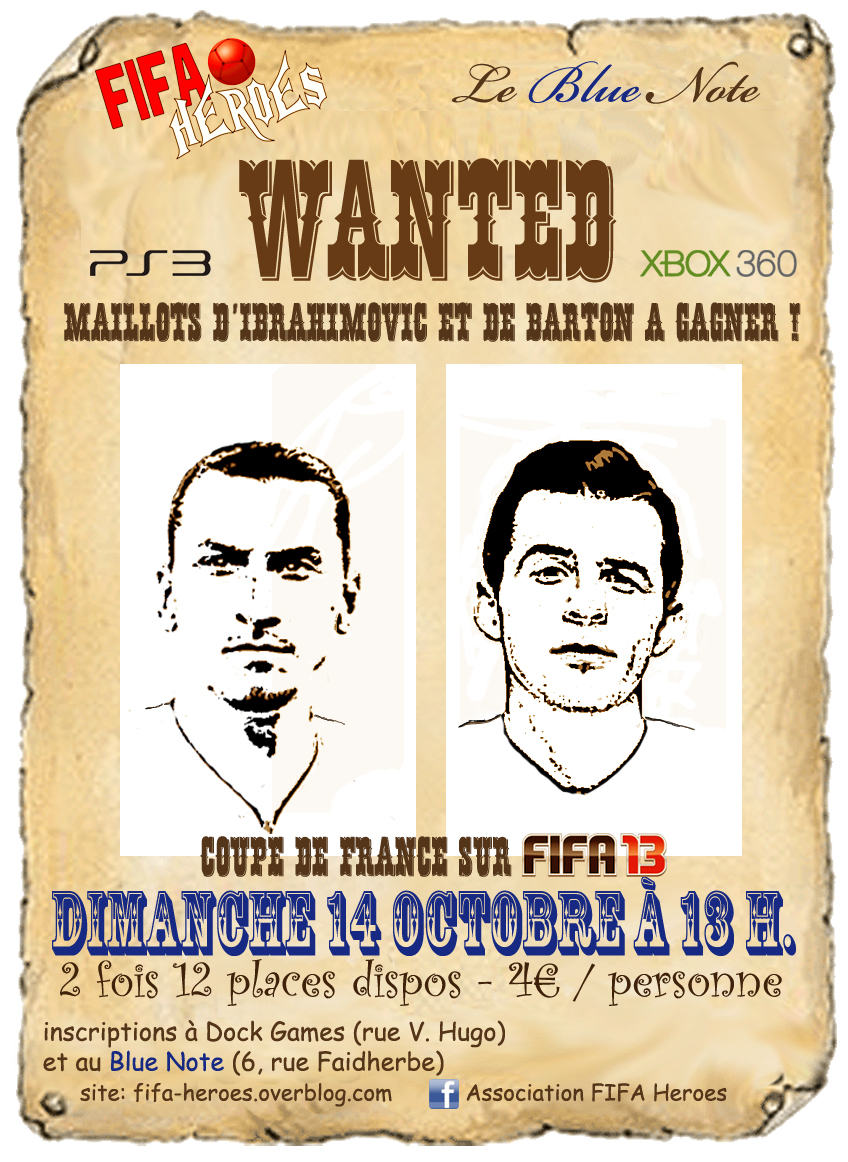 FIFA HEROES
Le Blue Note
WANTED
PS3
XBOX 360
MAILLOTS D'IBRAHIMOVIC ET DE BARTON A GAGNER !
COUPE DE FRANCE SUR FIFA 13
DIMANCHE 14 OCTOBRE À 13 H.
2 fois 12 places dispos - 4€ / personne
inscriptions à Dock Games (rue V. Hugo)
et au Blue Note (6, rue Faidherbe)
site: fifa-heroes.overblog.com f Association FIFA Heroes